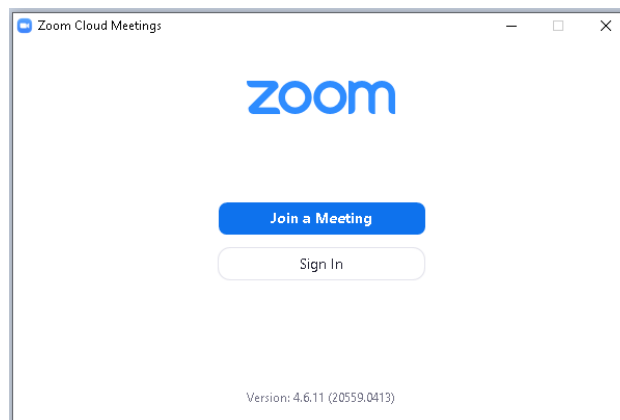 Zoom Cloud Meetings
zoom
Join a Meeting
Sign In
Version: 4.6.11 (20559.0413)